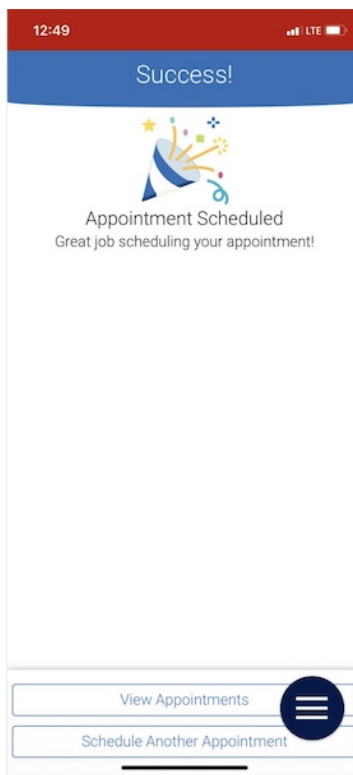 12:49 LTE
Success!
Appointment Scheduled
Great job scheduling your appointment!
View Appointments
Schedule Another Appointment